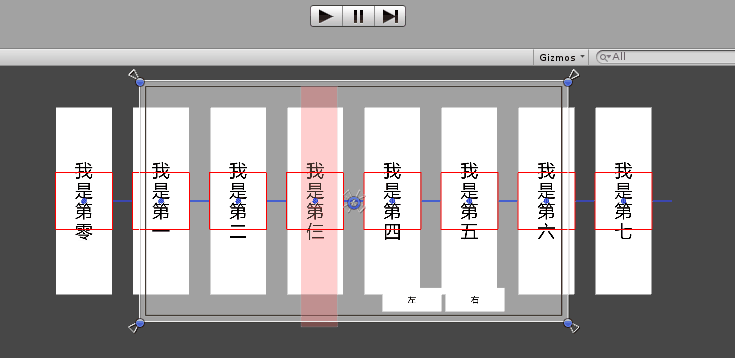 Gizmos
All
我是第零
我是第一
我是第二
我是第仨
我是第四
我是第五
我是第六
我是第七
左
右